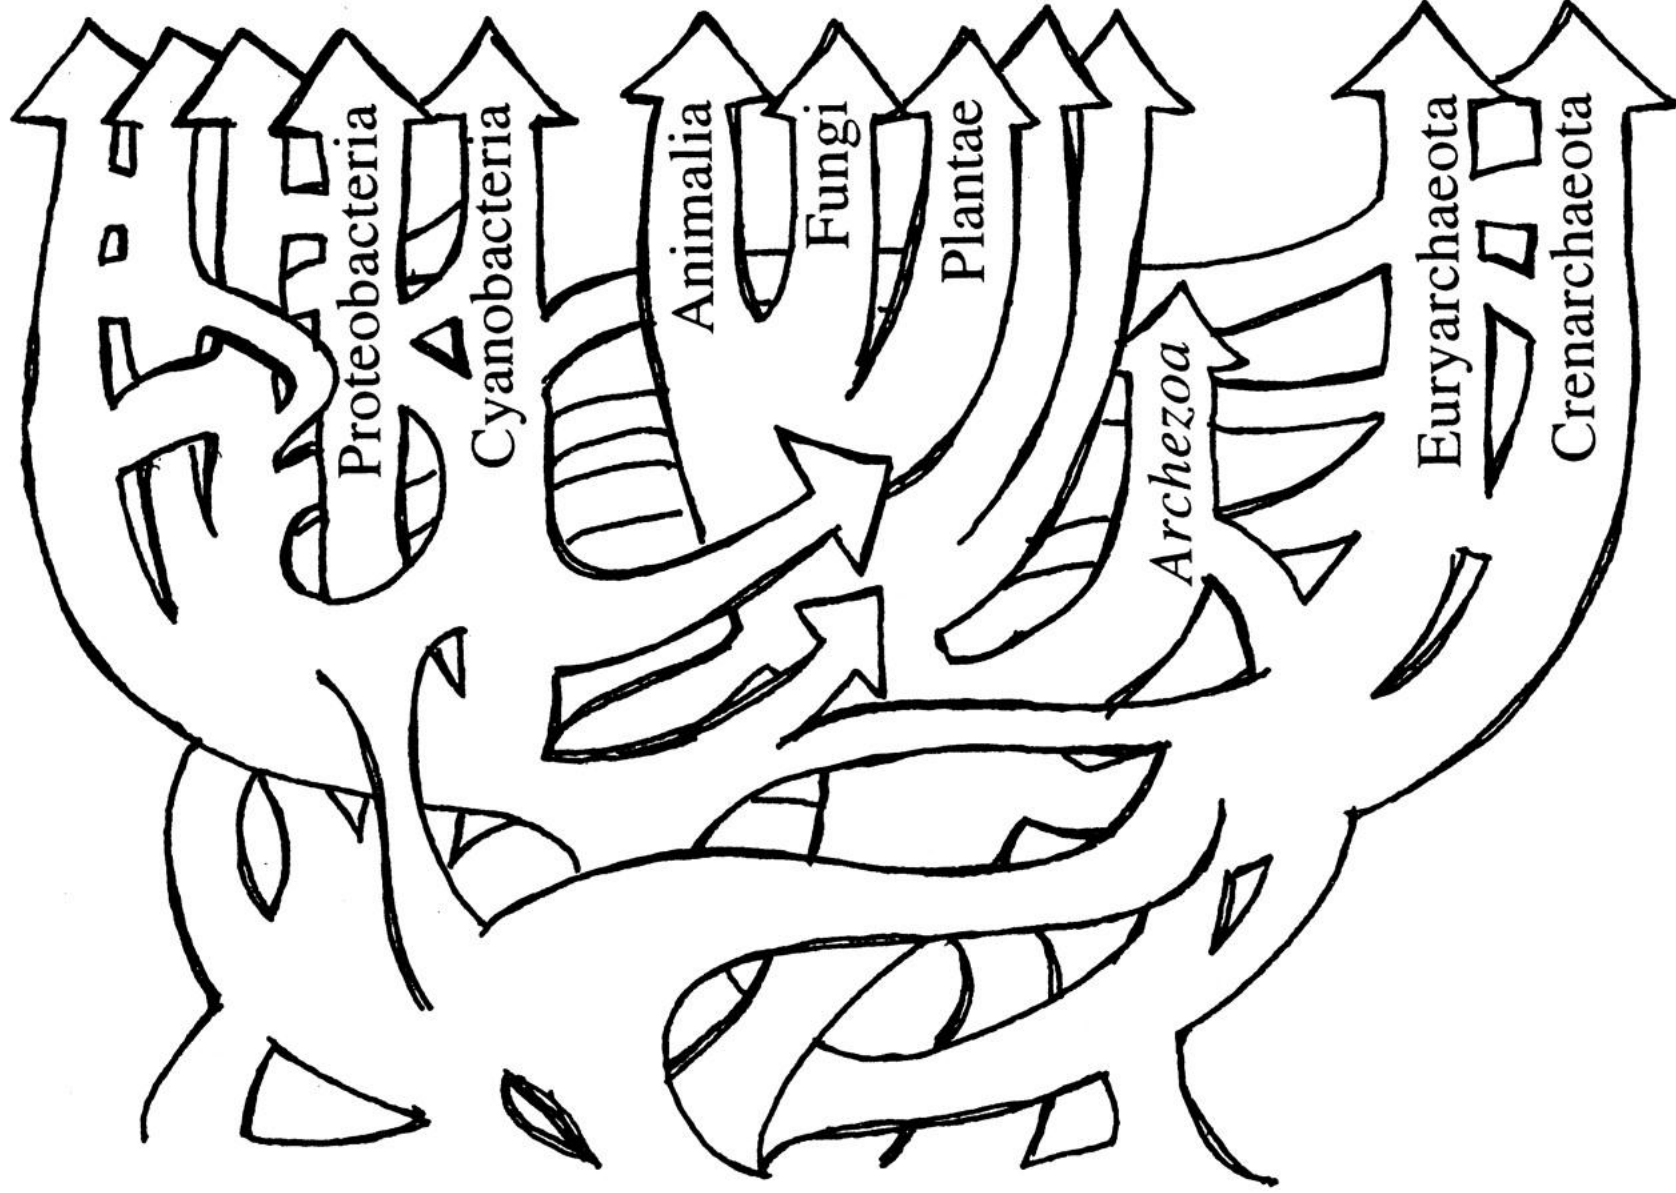 Proteobacteria
Cyanobacteria
Animalia
Fungi
Plantae
Archezoa
Euryarchaeota
Crenarchaeota